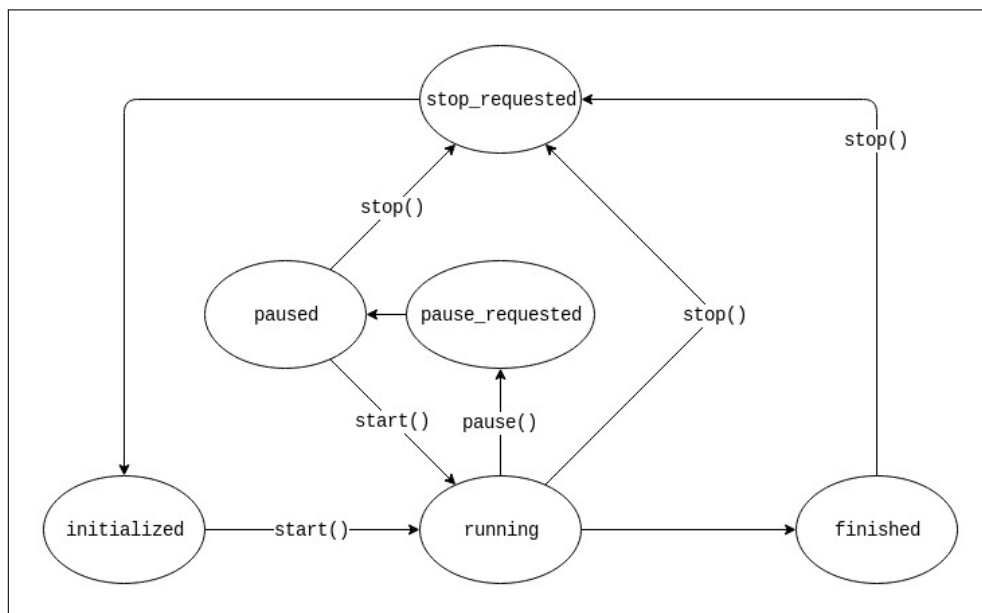 stop_requested
stop()
stop()
paused
pause_requested
stop()
start()
pause()
initialized
start()
running
finished